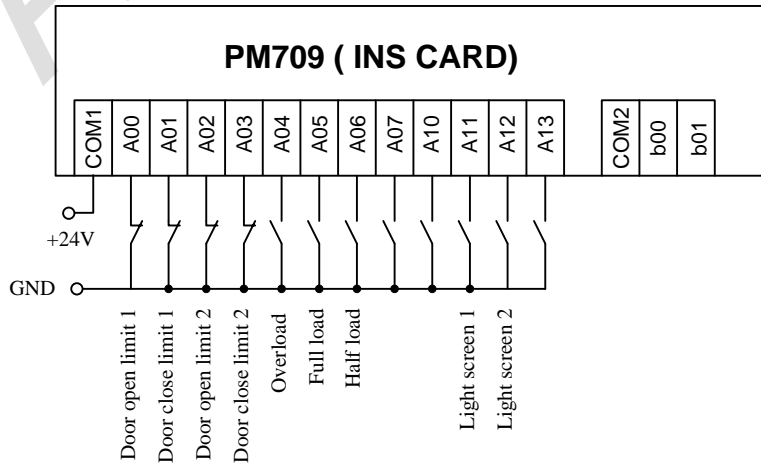 PM709 ( INS CARD)
COM1
A00
A01
A02
A03
A04
A05
A06
A07
A10
A11
A12
A13
COM2
b00
b01
+24V
GND
Door open limit 1
Door close limit 1
Door open limit 2
Door close limit 2
Overload
Full load
Half load
Light screen 1
Light screen 2